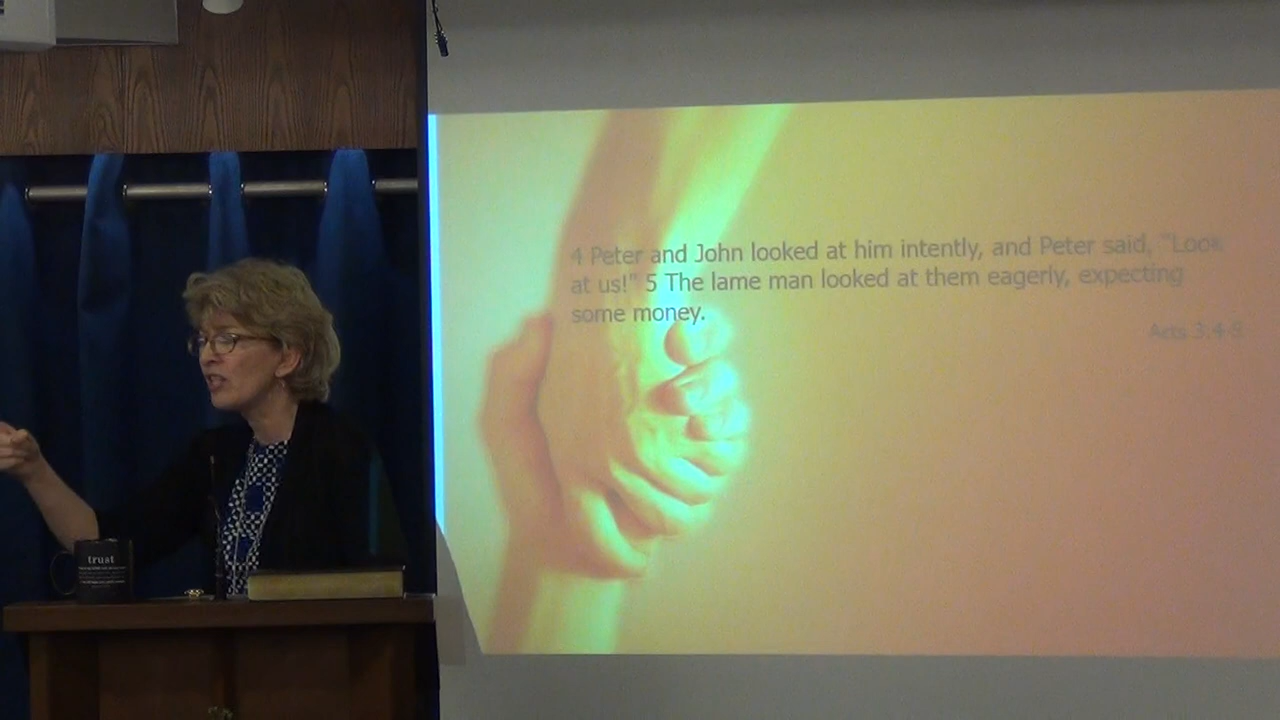 4 Peter and John looked at him intently, and Peter said, "Look
at us!" 5 The lame man looked at them eagerly, expecting
some money.
Acts 3:4-5
trust